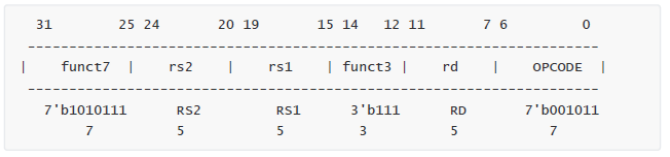 31 25 24 20 19 15 14 12 11 7 6 0
-----------------------------------------------------------------------
| funct7 | rs2 | rs1 | funct3 | rd | OPCODE |
-----------------------------------------------------------------------
7'b1010111 RS2 RS1 3'b111 RD 7'b001011
7 5 5 3 5 7